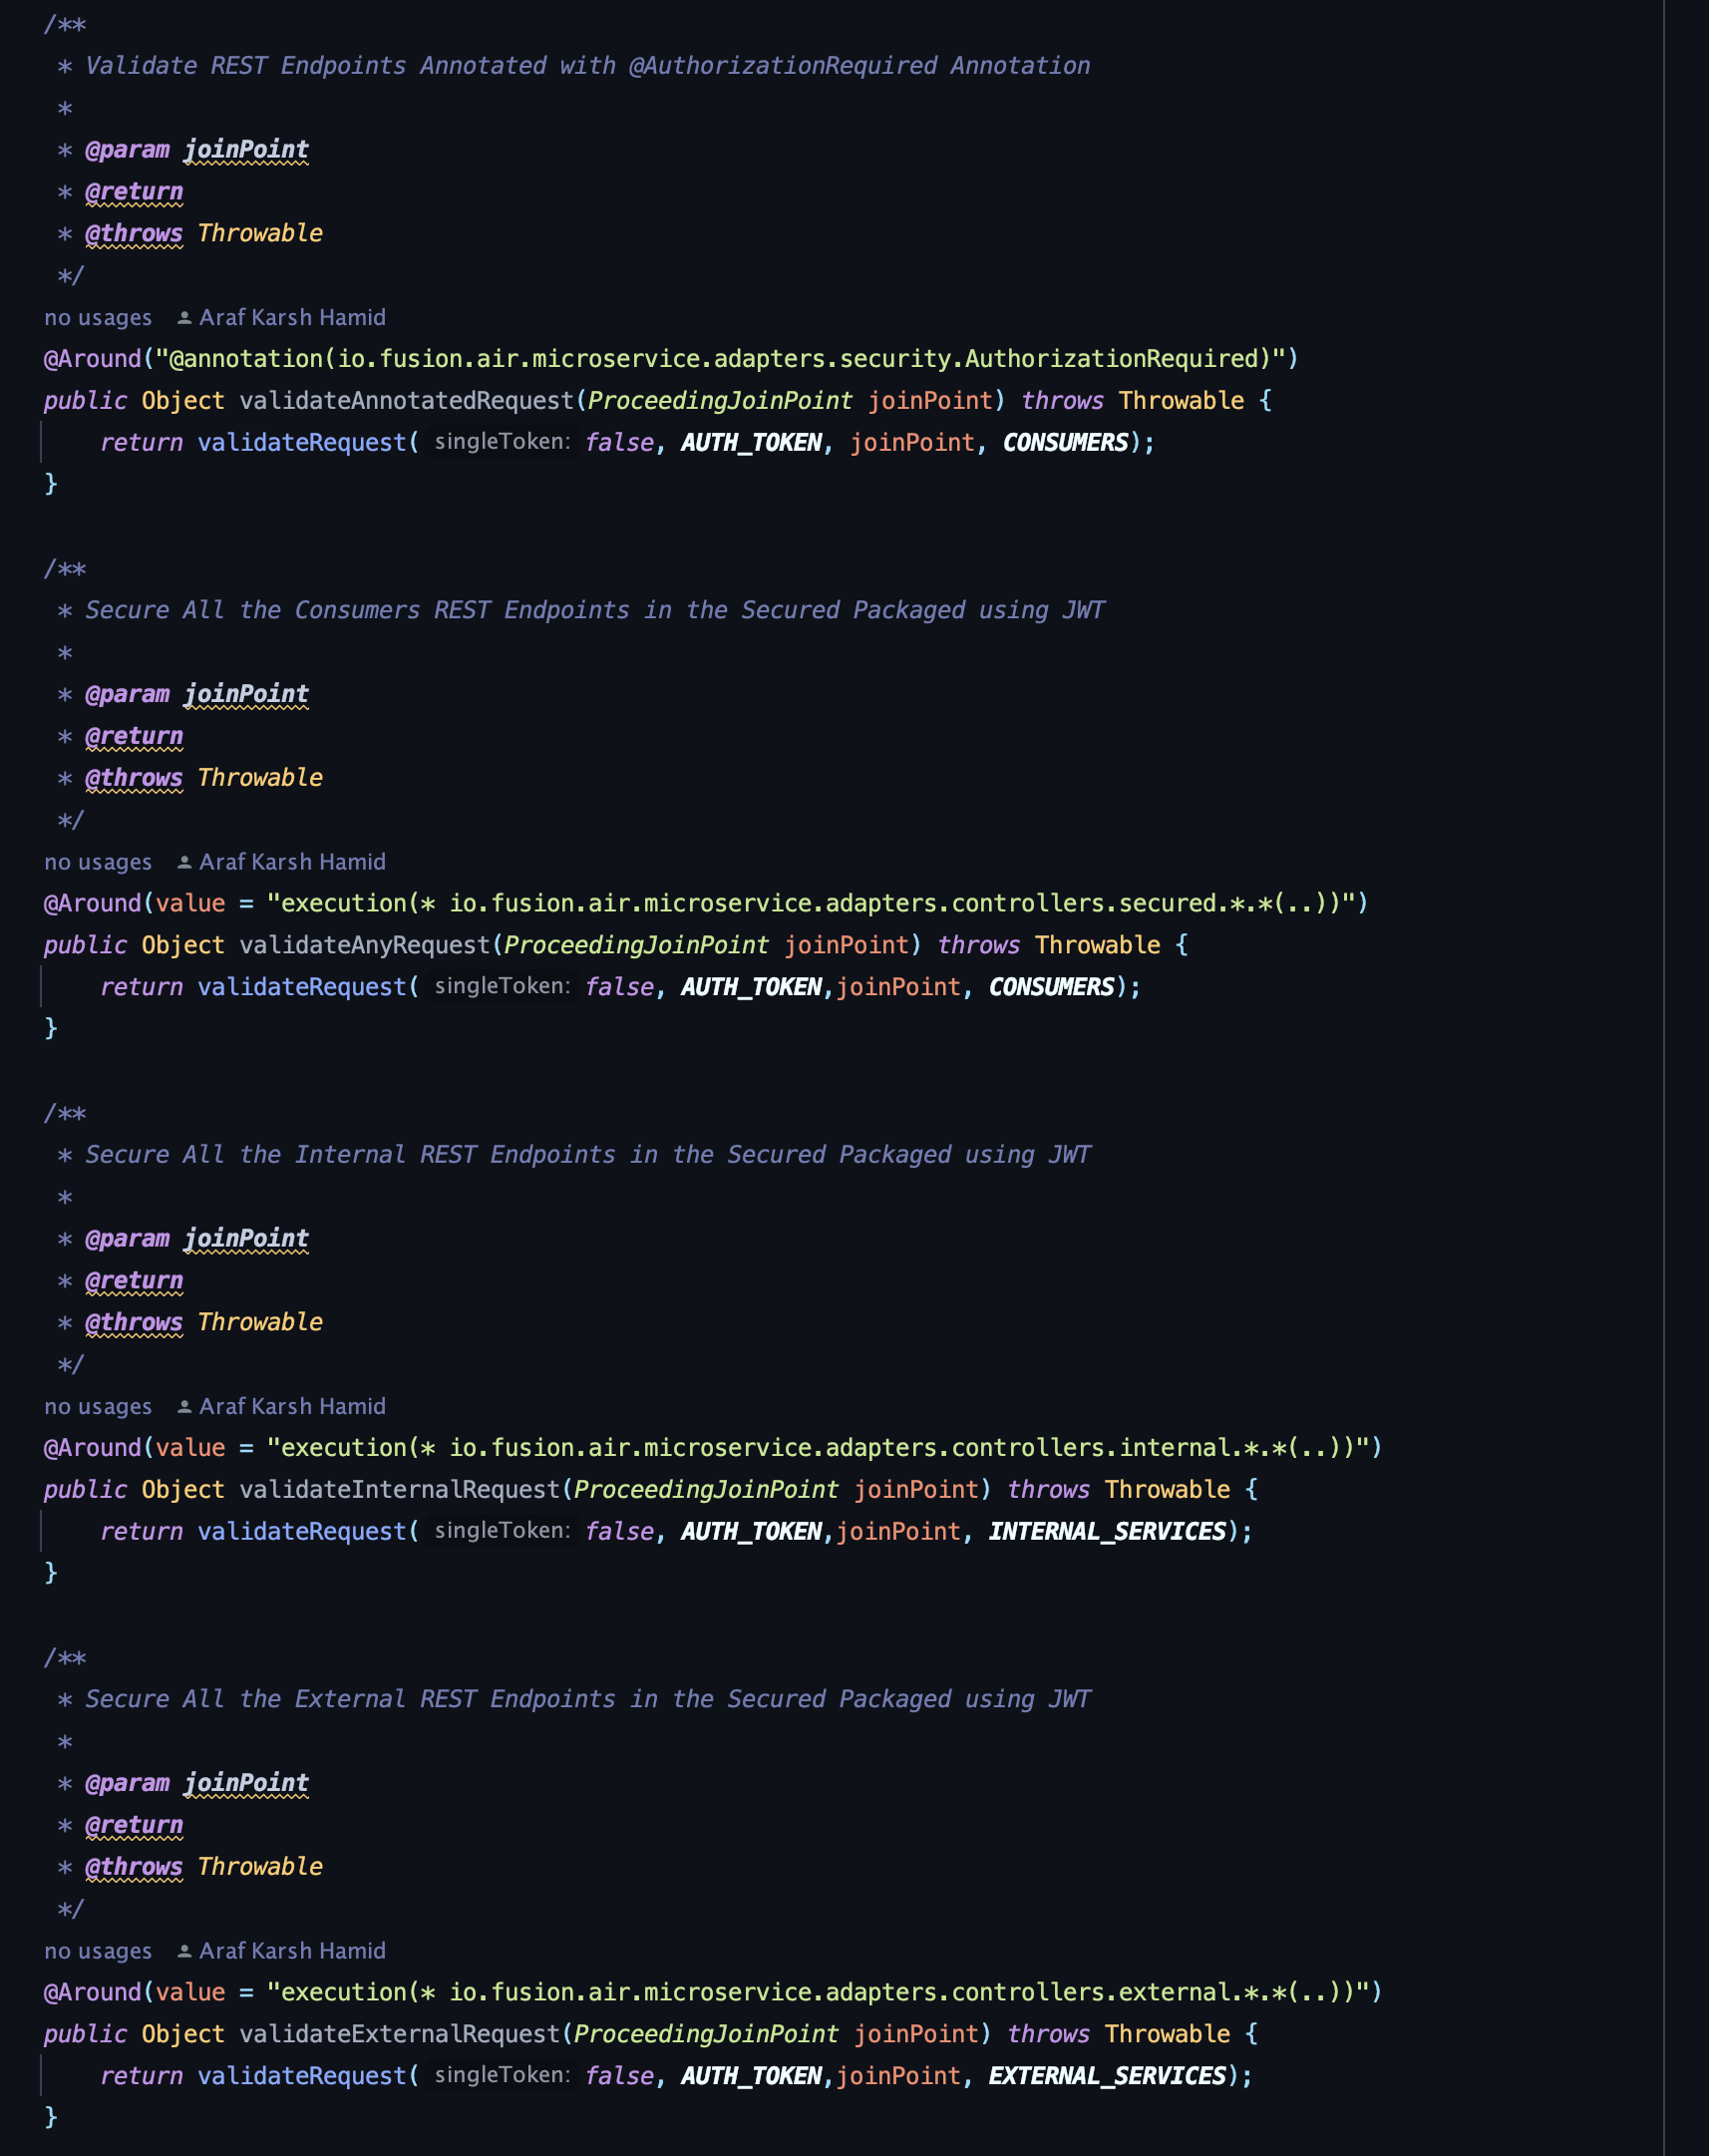 /**
 * Validate REST Endpoints Annotated with @AuthorizationRequired Annotation
 *
 * @param joinPoint
 * @return
 * @throws Throwable
 */
no usages Araf Karsh Hamid
@Around("@annotation(io.fusion.air.microservice.adapters.security.AuthorizationRequired)")
public Object validateAnnotatedRequest(ProceedingJoinPoint joinPoint) throws Throwable {
    return validateRequest( singleToken: false, AUTH_TOKEN, joinPoint, CONSUMERS);
}
/**
 * Secure All the Consumers REST Endpoints in the Secured Packaged using JWT
 *
 * @param joinPoint
 * @return
 * @throws Throwable
 */
no usages Araf Karsh Hamid
@Around(value = "execution(* io.fusion.air.microservice.adapters.controllers.secured.*.*(..))")
public Object validateAnyRequest(ProceedingJoinPoint joinPoint) throws Throwable {
    return validateRequest( singleToken: false, AUTH_TOKEN,joinPoint, CONSUMERS);
}
/**
 * Secure All the Internal REST Endpoints in the Secured Packaged using JWT
 *
 * @param joinPoint
 * @return
 * @throws Throwable
 */
no usages Araf Karsh Hamid
@Around(value = "execution(* io.fusion.air.microservice.adapters.controllers.internal.*.*(..))")
public Object validateInternalRequest(ProceedingJoinPoint joinPoint) throws Throwable {
    return validateRequest( singleToken: false, AUTH_TOKEN,joinPoint, INTERNAL_SERVICES);
}
/**
 * Secure All the External REST Endpoints in the Secured Packaged using JWT
 *
 * @param joinPoint
 * @return
 * @throws Throwable
 */
no usages Araf Karsh Hamid
@Around(value = "execution(* io.fusion.air.microservice.adapters.controllers.external.*.*(..))")
public Object validateExternalRequest(ProceedingJoinPoint joinPoint) throws Throwable {
    return validateRequest( singleToken: false, AUTH_TOKEN,joinPoint, EXTERNAL_SERVICES);
}